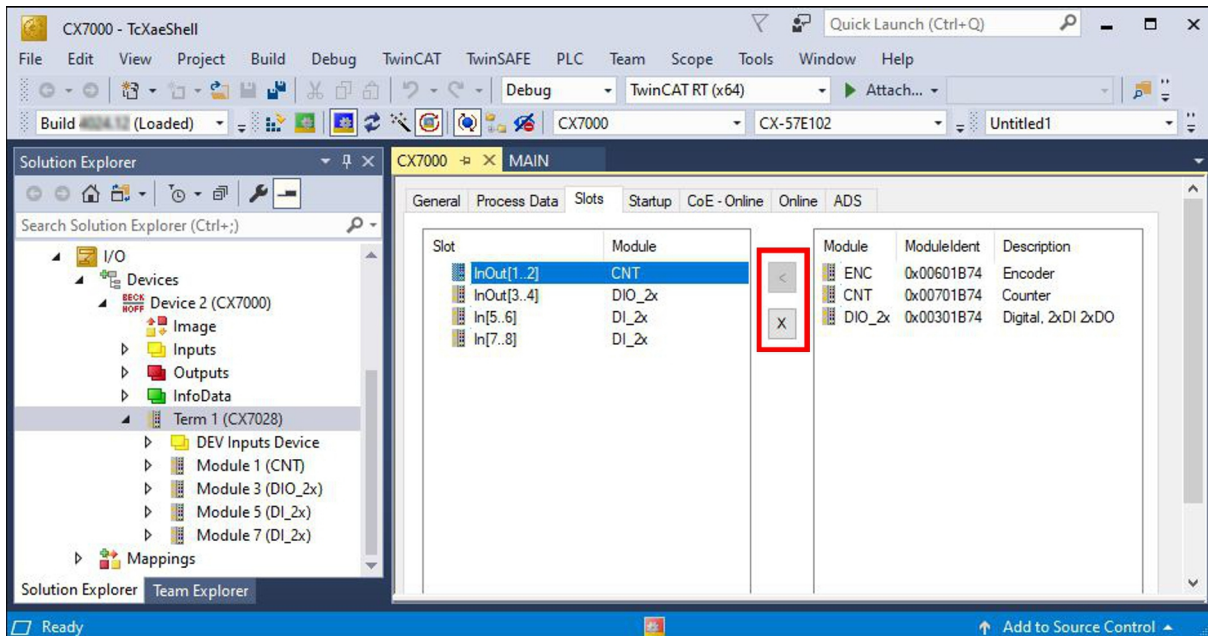 CX7000 - TcXaeShell
Quick Launch (Ctrl+Q)
File Edit View Project Build Debug TwinCAT TwinSAFE PLC Team Scope Tools Window Help
Debug TwinCAT RT (x64) Attach...
Build (Loaded) CX7000 CX-57E102 Untitled1
Solution Explorer
CX7000 MAIN
Search Solution Explorer (Ctrl+;)
I/O
Devices
BECK
HOFF
Device 2 (CX7000)
Image
Inputs
Outputs
InfoData
Term 1 (CX7028)
DEV Inputs Device
Module 1 (CNT)
Module 3 (DIO_2x)
Module 5 (DI_2x)
Module 7 (DI_2x)
Mappings
Solution Explorer Team Explorer
General Process Data Slots Startup CoE - Online Online ADS
Slot Module
InOut[1..2] CNT
InOut[3..4] DIO_2x
In[5..6] DI_2x
In[7..8] DI_2x
<
X
Module ModuleIdent Description
ENC 0x00601B74 Encoder
CNT 0x00701B74 Counter
DIO_2x 0x00301B74 Digital, 2xDI 2xDO
Ready
Add to Source Control